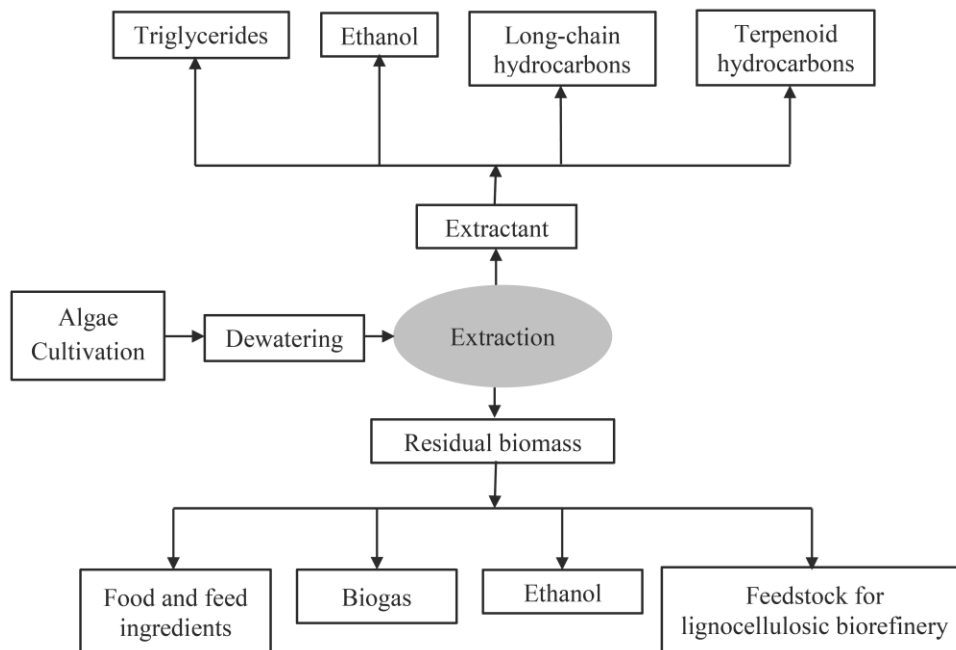 Triglycerides
Ethanol
Long-chain
hydrocarbons
Terpenoid
hydrocarbons
Extractant
Algae
Cultivation
Dewatering
Extraction
Residual biomass
Food and feed
ingredients
Biogas
Ethanol
Feedstock for
lignocellulosic biorefinery